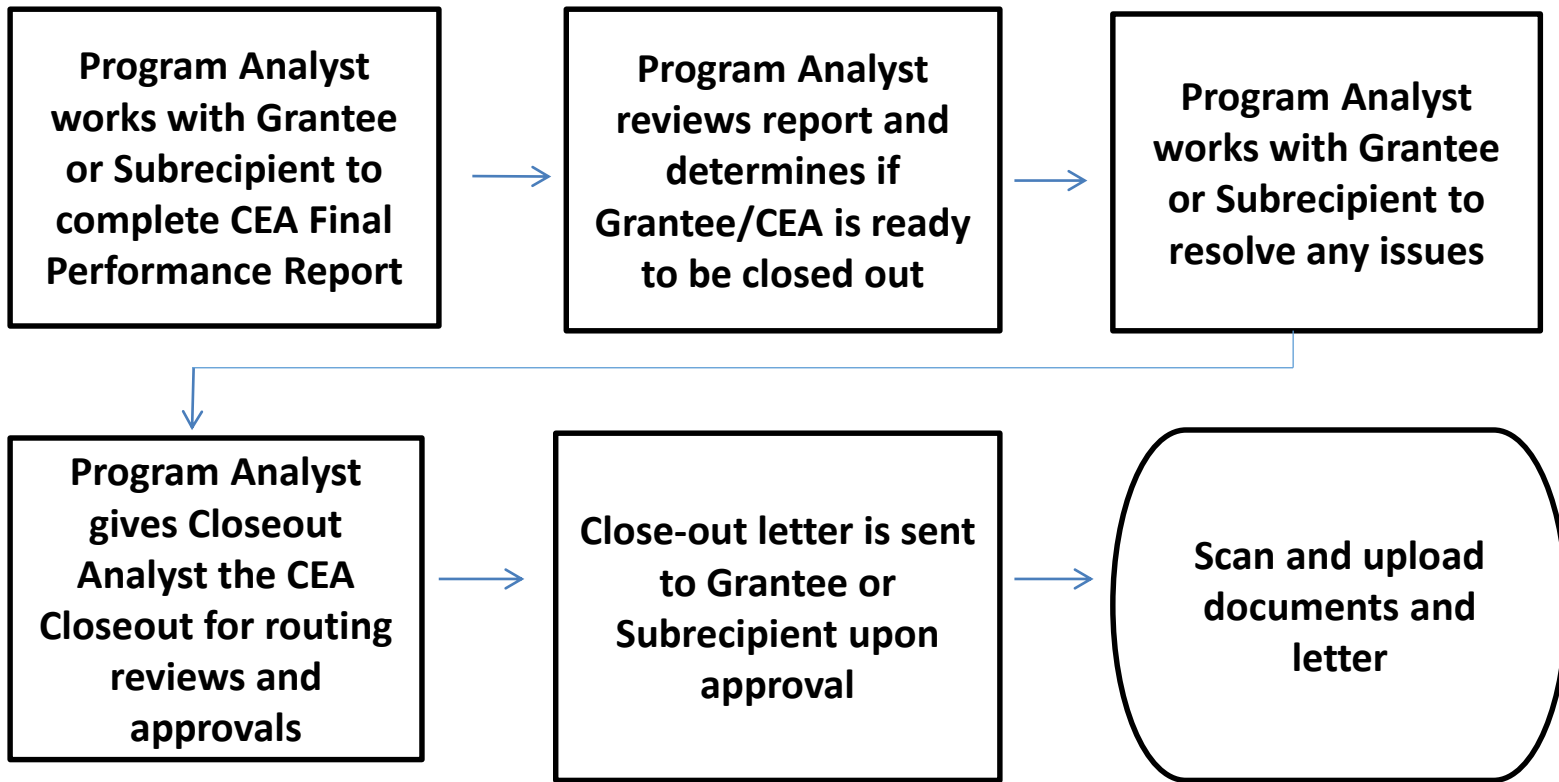 Program Analyst
works with Grantee
or Subrecipient to
complete CEA Final
Performance Report
Program Analyst
reviews report and
determines if
Grantee/CEA is ready
to be closed out
Program Analyst
works with Grantee
or Subrecipient to
resolve any issues
Program Analyst
gives Closeout
Analyst the CEA
Closeout for routing
reviews and
approvals
Close-out letter is sent
to Grantee or
Subrecipient upon
approval
Scan and upload
documents and
letter